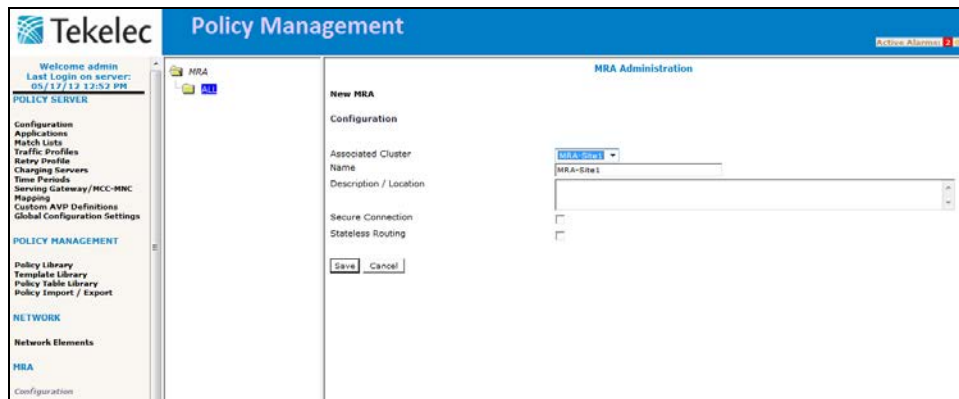 Tekelec
Policy Management
Active Alarms: 2
Welcome admin
Last Login on server:
05/17/12 12:52 PM
POLICY SERVER
Configuration
Applications
Match Lists
Traffic Profiles
Retry Profile
Charging Servers
Time Periods
Serving Gateway/MCC-MNC
Mapping
Custom AVP Definitions
Global Configuration Settings
POLICY MANAGEMENT
Policy Library
Template Library
Policy Table Library
Policy Import / Export
NETWORK
Network Elements
MRA
Configuration
MRA
ALL
MRA Administration
New MRA
Configuration
Associated Cluster MRA-Site1
Name MRA-Site1
Description / Location
Secure Connection
Stateless Routing
Save Cancel